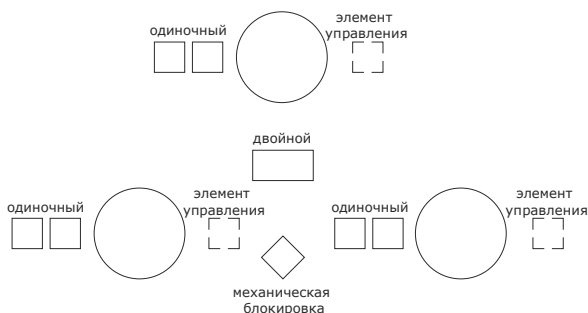 одиночный
элемент
управления
двойной
одиночный
элемент
управления
одиночный
элемент
управления
механическая
блокировка